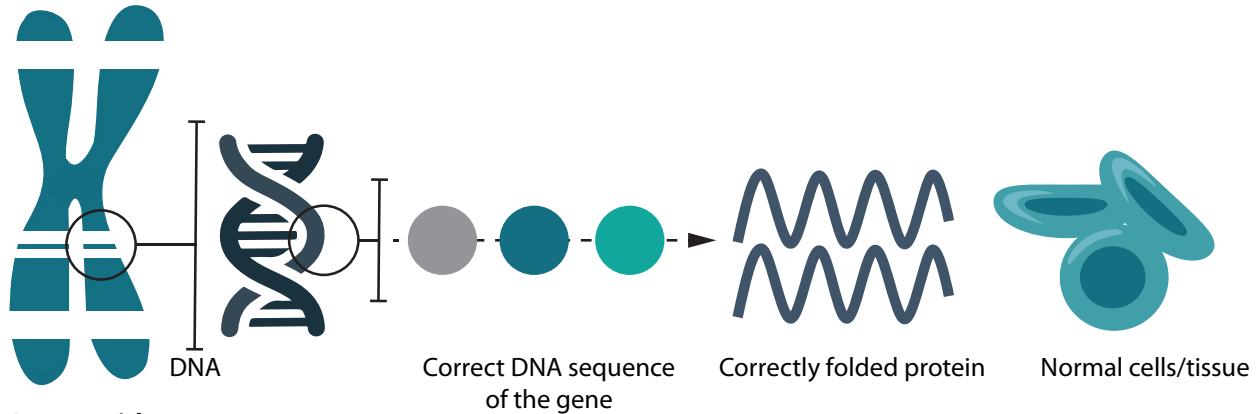 DNA
Correct DNA sequence
of the gene
Correctly folded protein
Normal cells/tissue